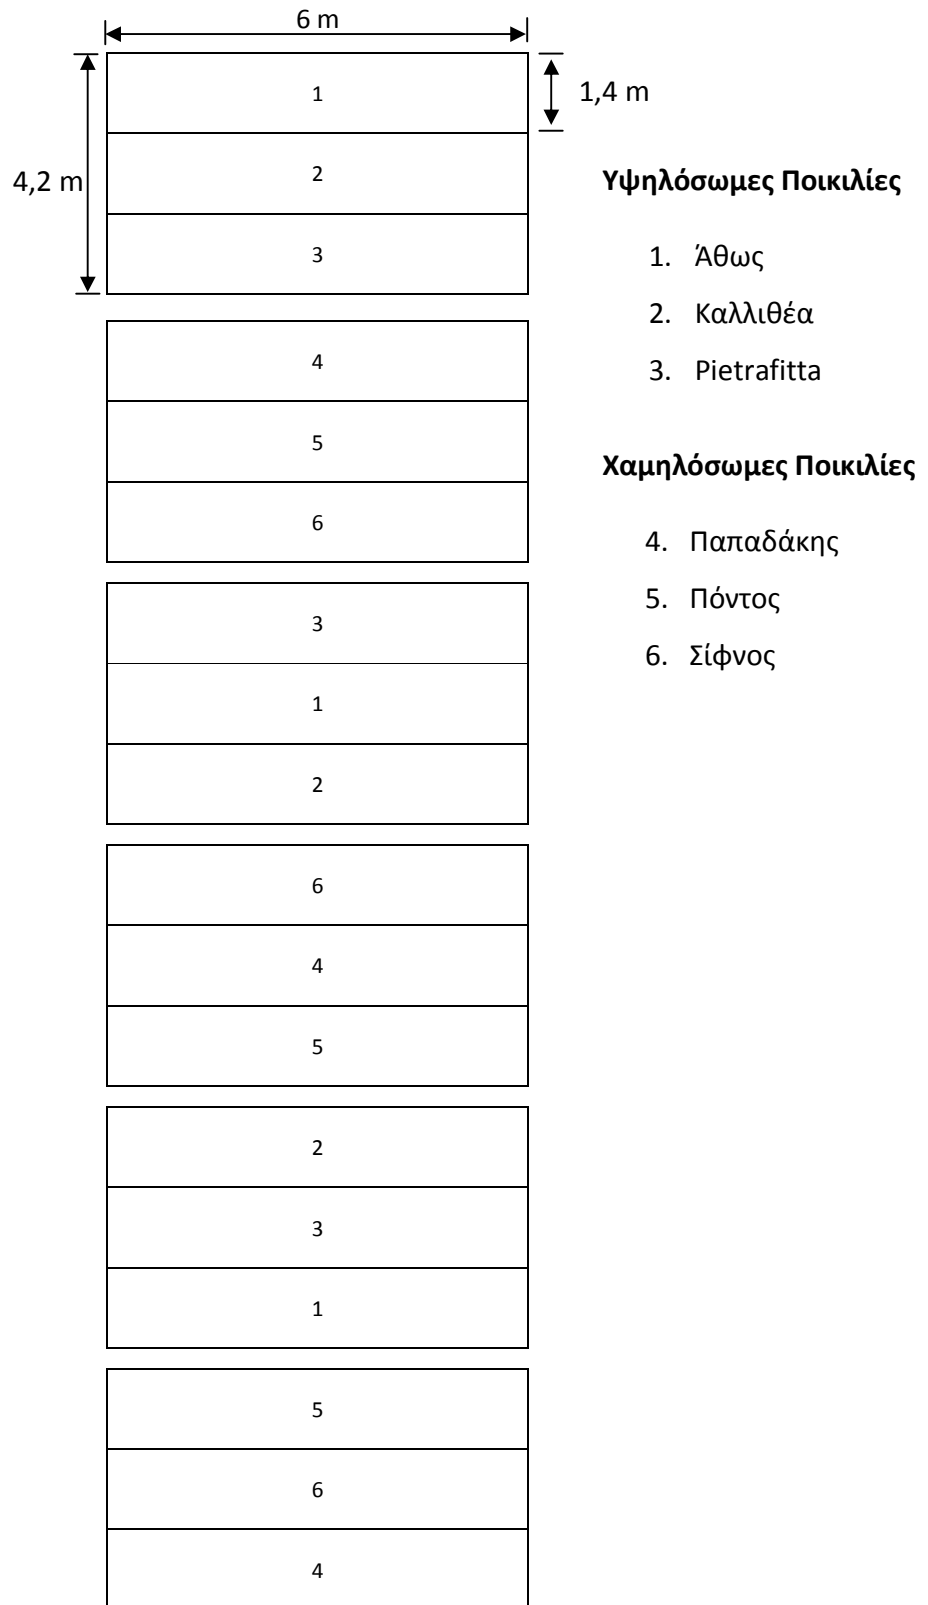 6 m
1
1,4 m
2
4,2 m
Υψηλόσωμες Ποικιλίες
3
1. Άθως
2. Καλλιθέα
4
3. Pietrafitta
5
Χαμηλόσωμες Ποικιλίες
6
4. Παπαδάκης
5. Πόντος
3
6. Σίφνος
1
2
6
4
5
2
3
1
5
6
4